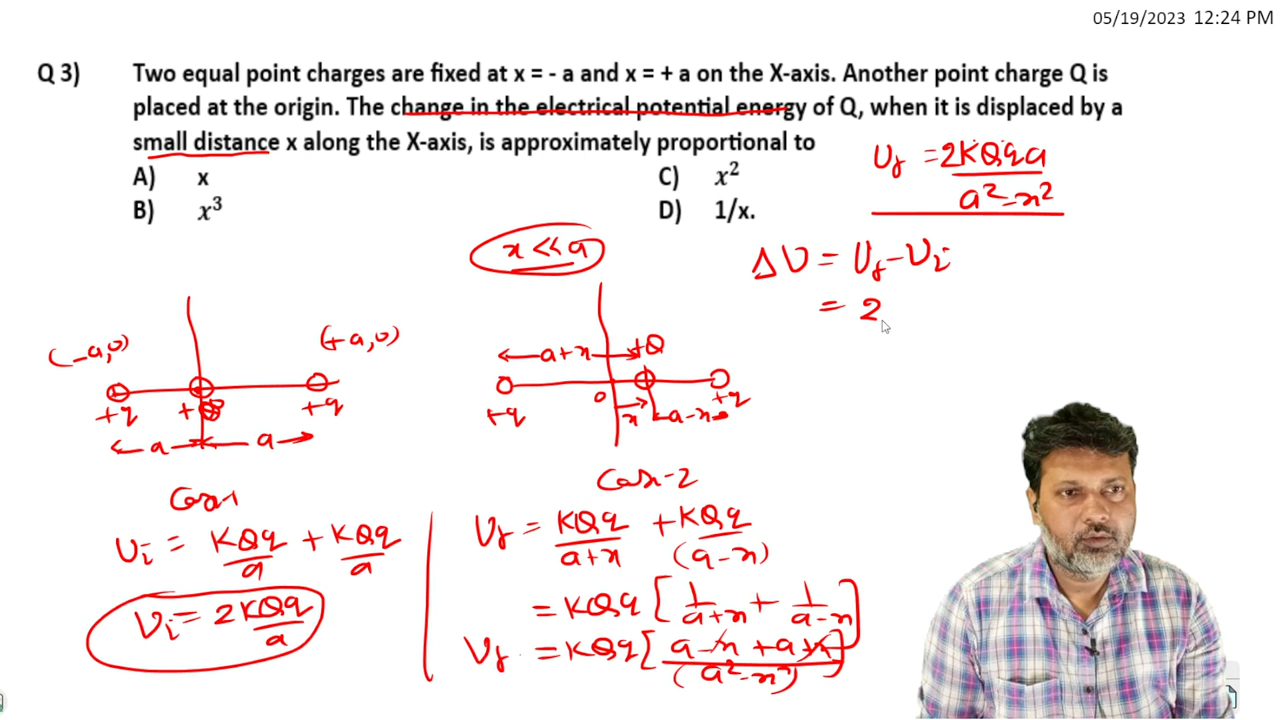 05/19/2023 12:24 PM
Q 3) Two equal point charges are fixed at x = - a and x = + a on the X-axis. Another point charge Q is
placed at the origin. The change in the electrical potential energy of Q, when it is displaced by a
small distance x along the X-axis, is approximately proportional to
A) x C) x²
B) x³ D) 1/x.
U_f = 2KQqa / (a² - x²)
x << a
ΔU = U_f - U_i
= 2
(-a,0) (+a,0)
+q +Q +q
a a
a+x +Q
+q o x a-x +q
Case-1
U_i = KQq/a + KQq/a
U_i = 2KQq/a
Case-2
U_f = KQq/(a+x) + KQq/(a-x)
= KQq [1/(a+x) + 1/(a-x)]
U_f = KQq [(a-x+a+x)/(a²-x²)]